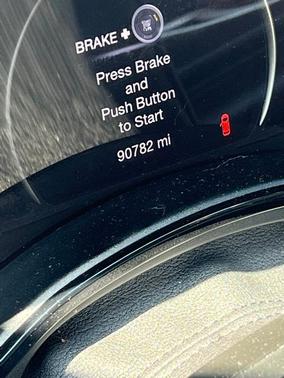 BRAKE +
Press Brake
and
Push Button
to Start
90782 mi